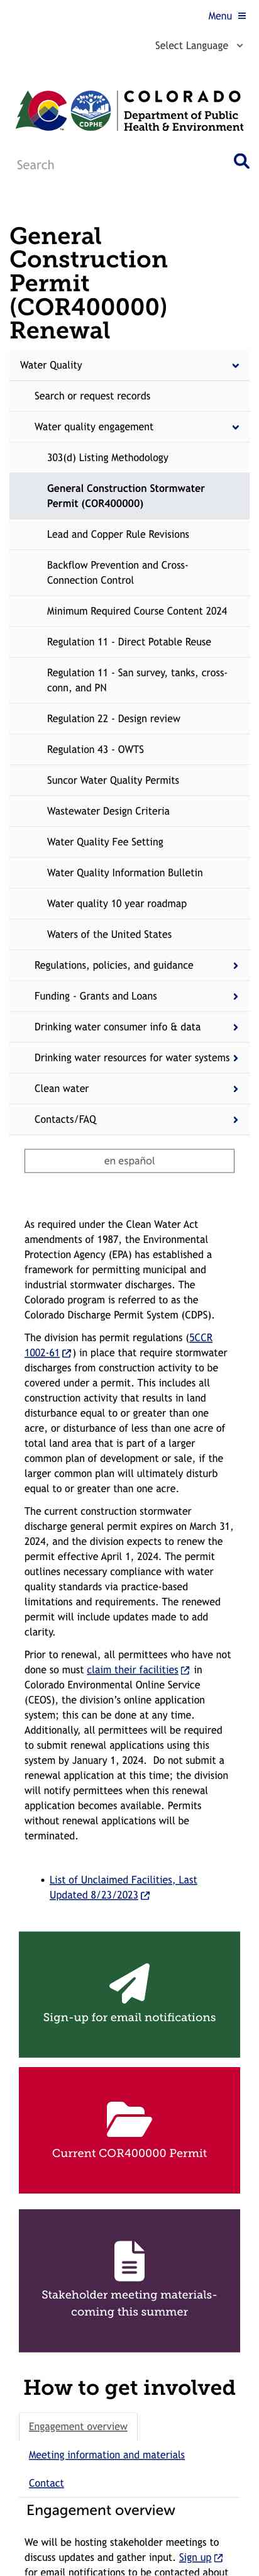 Menu
Select Language
COLORADO
Department of Public
Health & Environment
CDPHE
Search
General
Construction
Permit
(COR400000)
Renewal
Water Quality
Search or request records
Water quality engagement
303(d) Listing Methodology
General Construction Stormwater
Permit (COR400000)
Lead and Copper Rule Revisions
Backflow Prevention and Cross-
Connection Control
Minimum Required Course Content 2024
Regulation 11 - Direct Potable Reuse
Regulation 11 - San survey, tanks, cross-
conn, and PN
Regulation 22 - Design review
Regulation 43 - OWTS
Suncor Water Quality Permits
Wastewater Design Criteria
Water Quality Fee Setting
Water Quality Information Bulletin
Water quality 10 year roadmap
Waters of the United States
Regulations, policies, and guidance
Funding - Grants and Loans
Drinking water consumer info & data
Drinking water resources for water systems
Clean water
Contacts/FAQ
en español
As required under the Clean Water Act
amendments of 1987, the Environmental
Protection Agency (EPA) has established a
framework for permitting municipal and
industrial stormwater discharges. The
Colorado program is referred to as the
Colorado Discharge Permit System (CDPS).
The division has permit regulations (5CCR
1002-61) in place that require stormwater
discharges from construction activity to be
covered under a permit. This includes all
construction activity that results in land
disturbance equal to or greater than one
acre, or disturbance of less than one acre of
total land area that is part of a larger
common plan of development or sale, if the
larger common plan will ultimately disturb
equal to or greater than one acre.
The current construction stormwater
discharge general permit expires on March 31,
2024, and the division expects to renew the
permit effective April 1, 2024. The permit
outlines necessary compliance with water
quality standards via practice-based
limitations and requirements. The renewed
permit will include updates made to add
clarity.
Prior to renewal, all permittees who have not
done so must claim their facilities in
Colorado Environmental Online Service
(CEOS), the division's online application
system; this can be done at any time.
Additionally, all permittees will be required
to submit renewal applications using this
system by January 1, 2024. Do not submit a
renewal application at this time; the division
will notify permittees when this renewal
application becomes available. Permits
without renewal applications will be
terminated.
• List of Unclaimed Facilities, Last
Updated 8/23/2023
Sign-up for email notifications
Current COR400000 Permit
Stakeholder meeting materials-
coming this summer
How to get involved
Engagement overview
Meeting information and materials
Contact
Engagement overview
We will be hosting stakeholder meetings to
discuss updates and gather input. Sign up
for email notifications to be contacted about